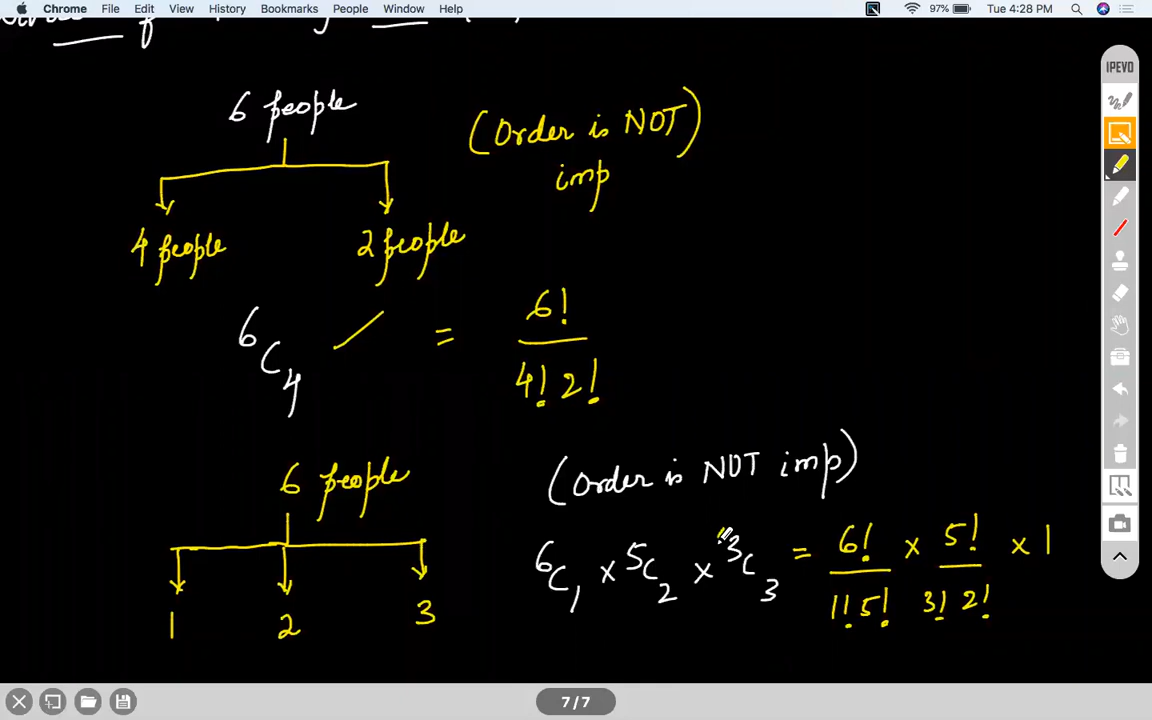 Chrome File Edit View History Bookmarks People Window Help 97% Tue 4:28 PM
IPEVO
6 people
(Order is NOT) imp
4 people 2 people
6C4 = 6! / 4! 2!
6 people
(Order is NOT imp)
6C1 x 5C2 x 3C3 = 6! / 1! 5! x 5! / 3! 2! x 1
1 2 3
7 / 7